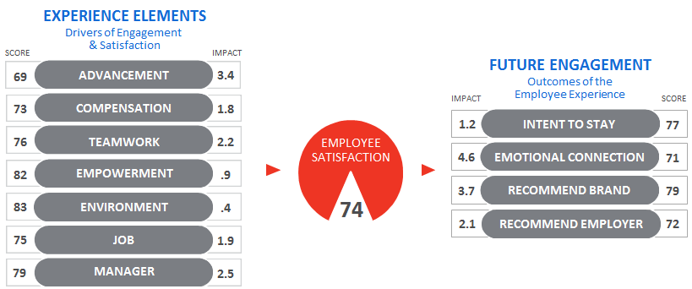 EXPERIENCE ELEMENTS
Drivers of Engagement
& Satisfaction
SCORE IMPACT
69 ADVANCEMENT 3.4
73 COMPENSATION 1.8
76 TEAMWORK 2.2
82 EMPOWERMENT .9
83 ENVIRONMENT .4
75 JOB 1.9
79 MANAGER 2.5
EMPLOYEE
SATISFACTION
74
FUTURE ENGAGEMENT
Outcomes of the
Employee Experience
IMPACT SCORE
1.2 INTENT TO STAY 77
4.6 EMOTIONAL CONNECTION 71
3.7 RECOMMEND BRAND 79
2.1 RECOMMEND EMPLOYER 72